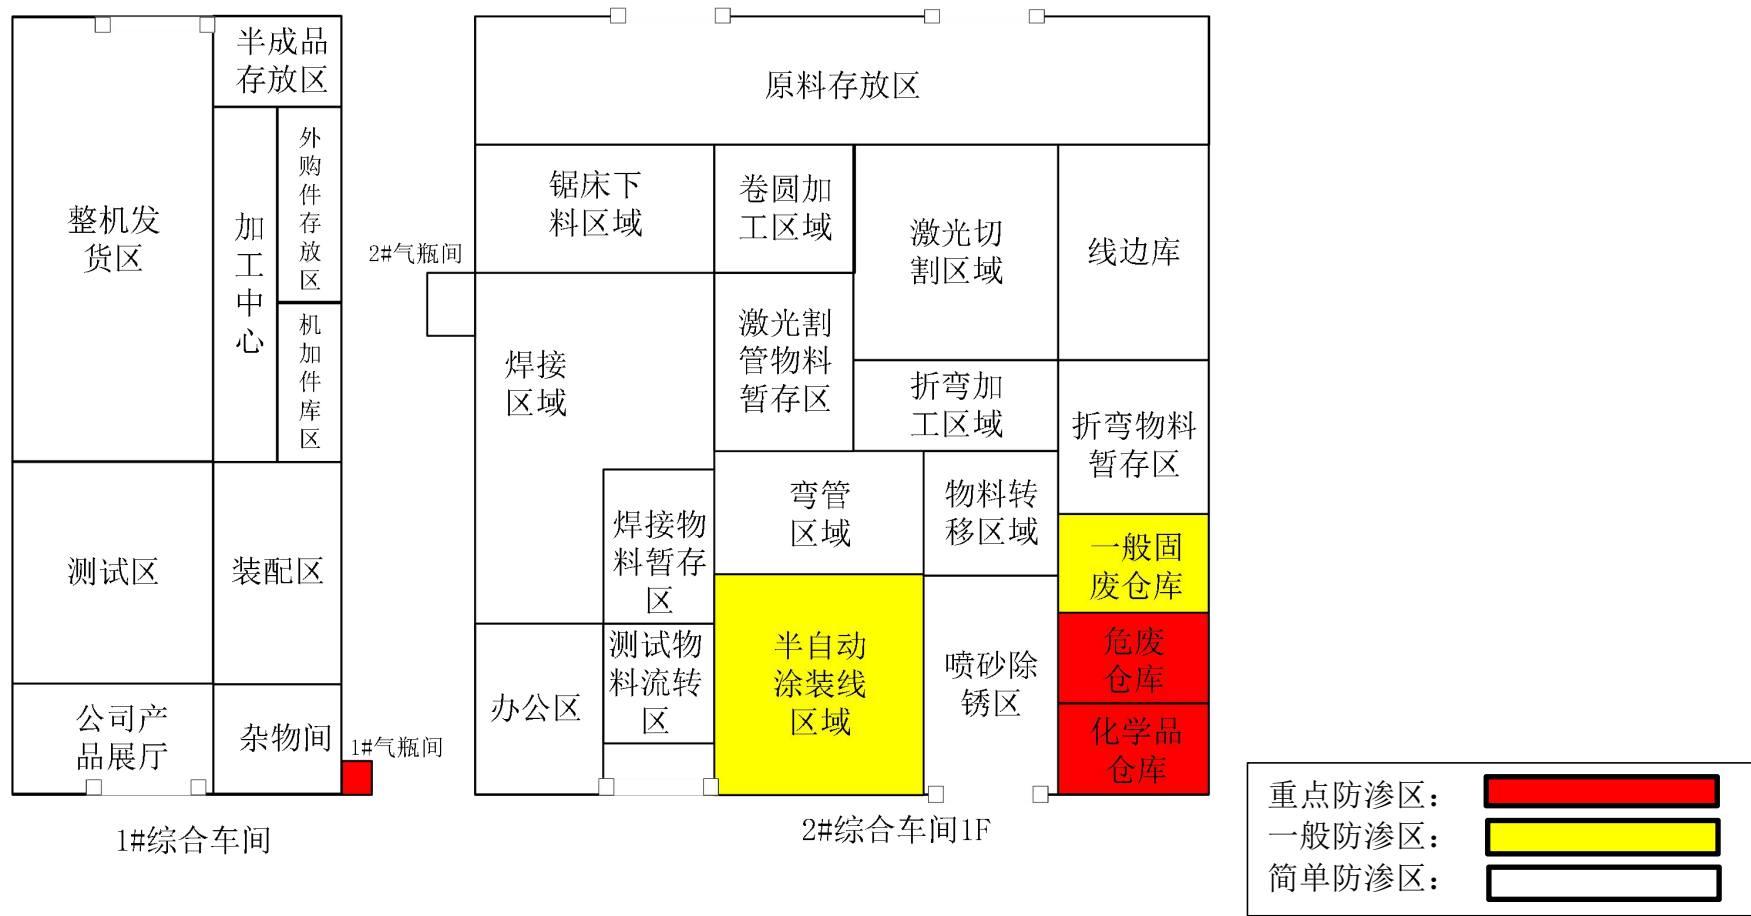 半成品
存放区
整机发
货区
加
工
中
心
外
购
件
存
放
区
机
加
件
库
区
测试区
装配区
公司产
品展厅
杂物间
1#气瓶间
1#综合车间
原料存放区
锯床下
料区域
卷圆加
工区域
激光切
割区域
线边库
2#气瓶间
焊接
区域
激光割
管物料
暂存区
折弯加
工区域
折弯物料
暂存区
焊接物
料暂存
区
弯管
区域
物料转
移区域
一般固
废仓库
办公区
测试物
料流转
区
半自动
涂装线
区域
喷砂除
锈区
危废
仓库
化学品
仓库
2#综合车间1F
重点防渗区：
一般防渗区：
简单防渗区：